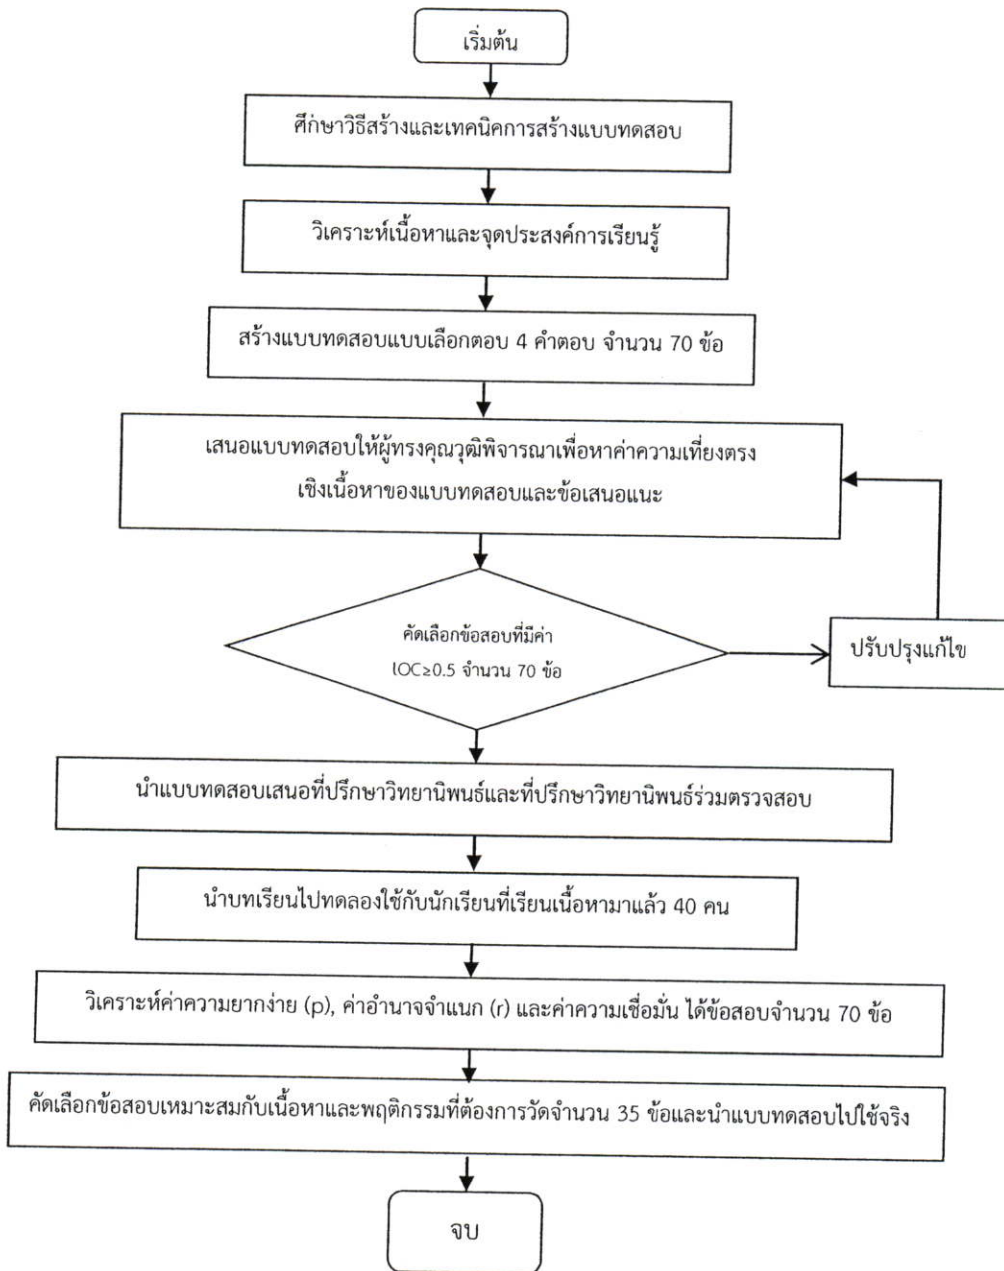 เริ่มต้น
ศึกษาวิธีสร้างและเทคนิคการสร้างแบบทดสอบ
วิเคราะห์เนื้อหาและจุดประสงค์การเรียนรู้
สร้างแบบทดสอบแบบเลือกตอบ 4 คำตอบ จำนวน 70 ข้อ
เสนอแบบทดสอบให้ผู้ทรงคุณวุฒิพิจารณาเพื่อหาค่าความเที่ยงตรง
เชิงเนื้อหาของแบบทดสอบและข้อเสนอแนะ
คัดเลือกข้อสอบที่มีค่า
IOC≥0.5 จำนวน 70 ข้อ
ปรับปรุงแก้ไข
นำแบบทดสอบเสนอที่ปรึกษาวิทยานิพนธ์และที่ปรึกษาวิทยานิพนธ์ร่วมตรวจสอบ
นำบทเรียนไปทดลองใช้กับนักเรียนที่เรียนเนื้อหามาแล้ว 40 คน
วิเคราะห์ค่าความยากง่าย (p), ค่าอำนาจจำแนก (r) และค่าความเชื่อมั่น ได้ข้อสอบจำนวน 70 ข้อ
คัดเลือกข้อสอบเหมาะสมกับเนื้อหาและพฤติกรรมที่ต้องการวัดจำนวน 35 ข้อและนำแบบทดสอบไปใช้จริง
จบ